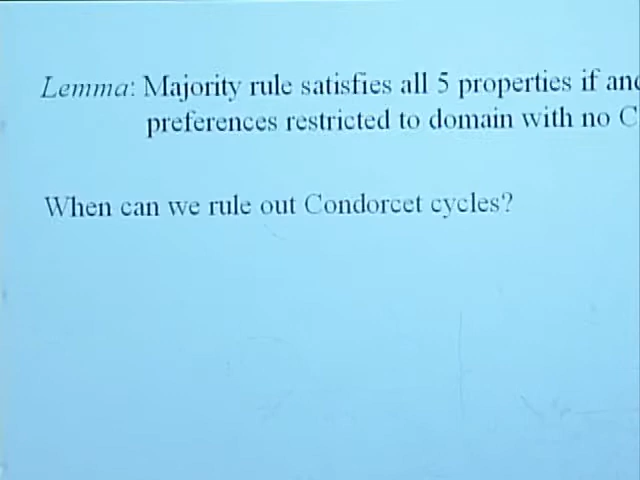 Lemma: Majority rule satisfies all 5 properties if and
preferences restricted to domain with no C
When can we rule out Condorcet cycles?